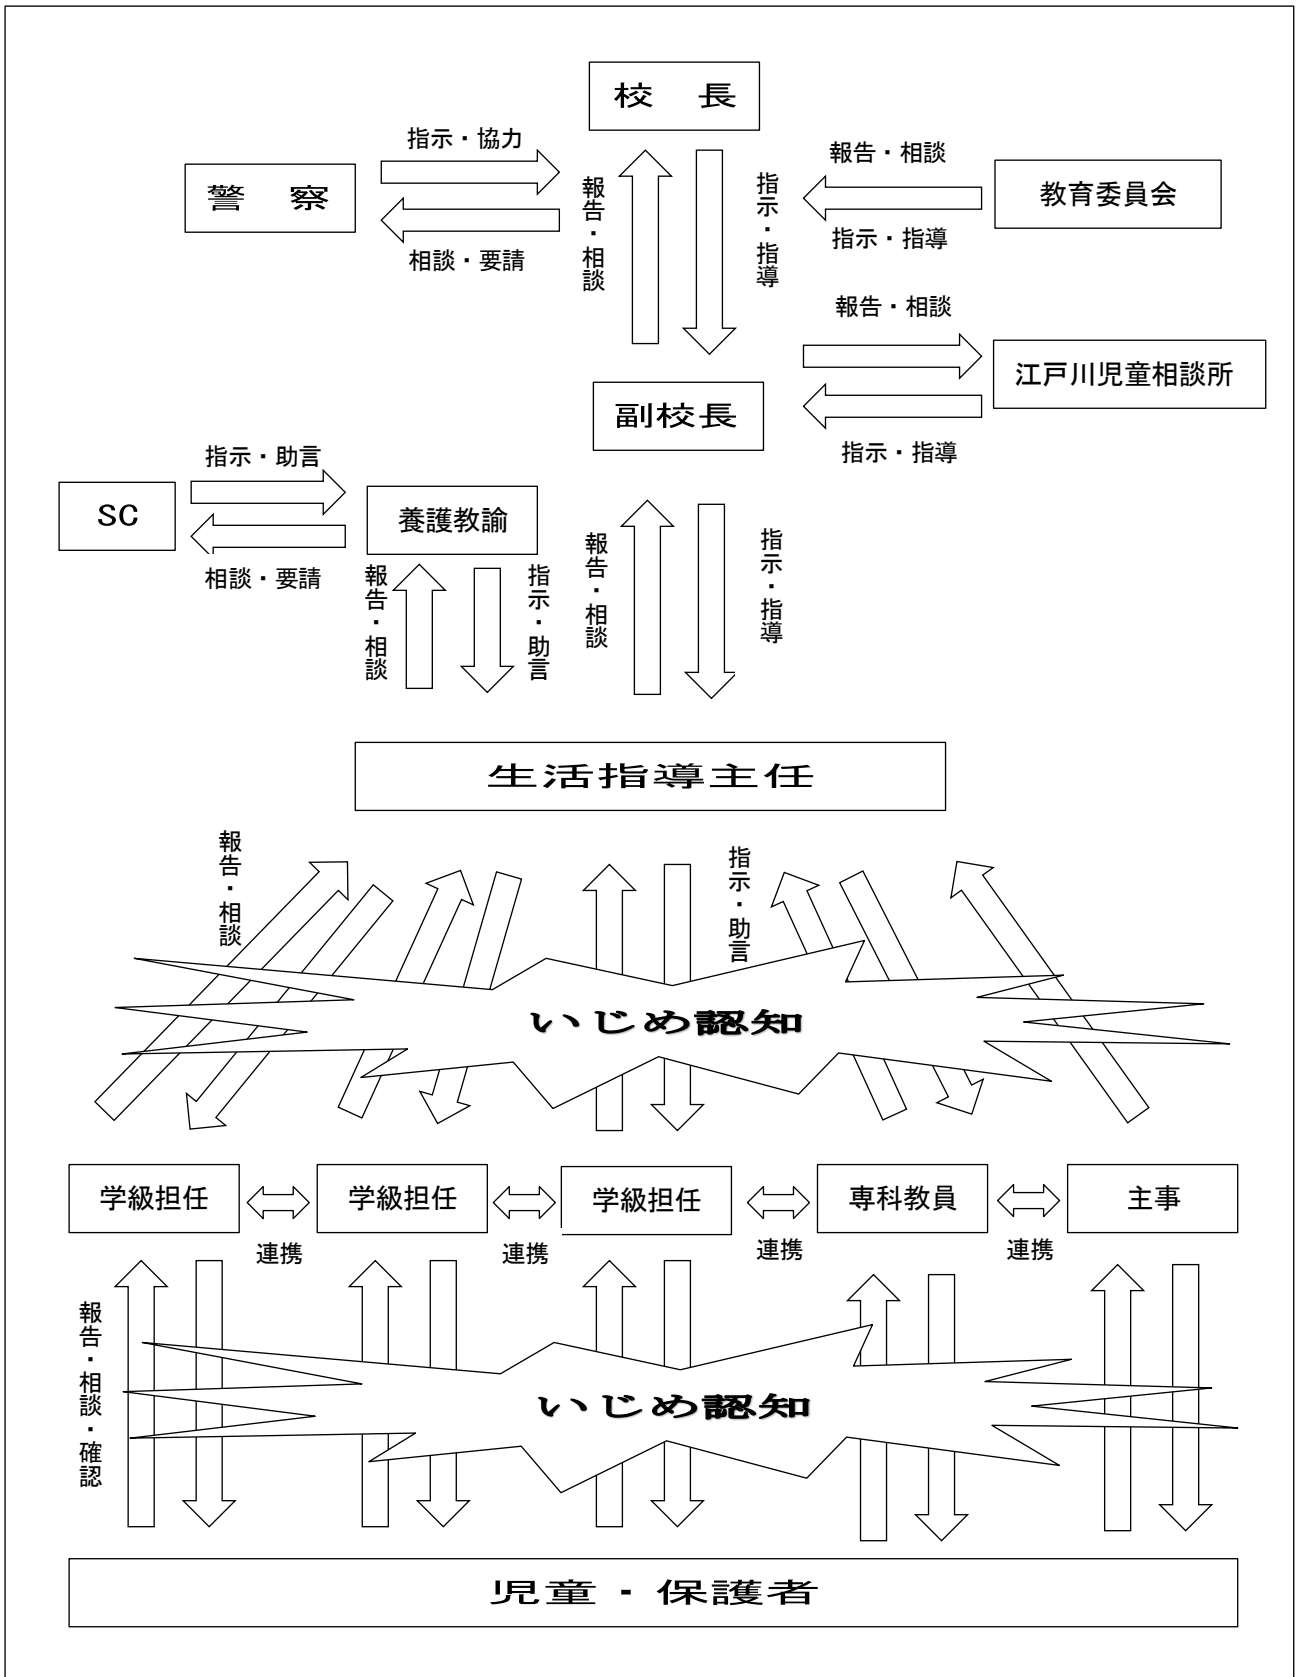 校　長
指示・協力
報告・相談
警　察
教育委員会
報告・相談
指示・指導
相談・要請
指示・指導
報告・相談
江戸川児童相談所
副校長
指示・助言
指示・指導
SC
養護教諭
相談・要請
報告・相談
指示・助言
報告・相談
指示・指導
生活指導主任
報告・相談
指示・助言
いじめ認知
学級担任
学級担任
学級担任
専科教員
主事
連携
連携
連携
連携
報告・相談・確認
いじめ認知
児童・保護者